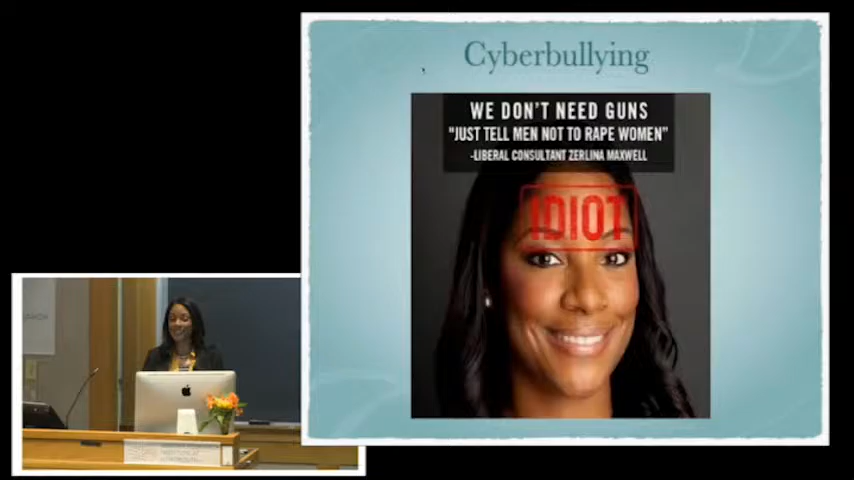 Cyberbullying
WE DON'T NEED GUNS
"JUST TELL MEN NOT TO RAPE WOMEN"
-LIBERAL CONSULTANT ZERLINA MAXWELL
IDIOT